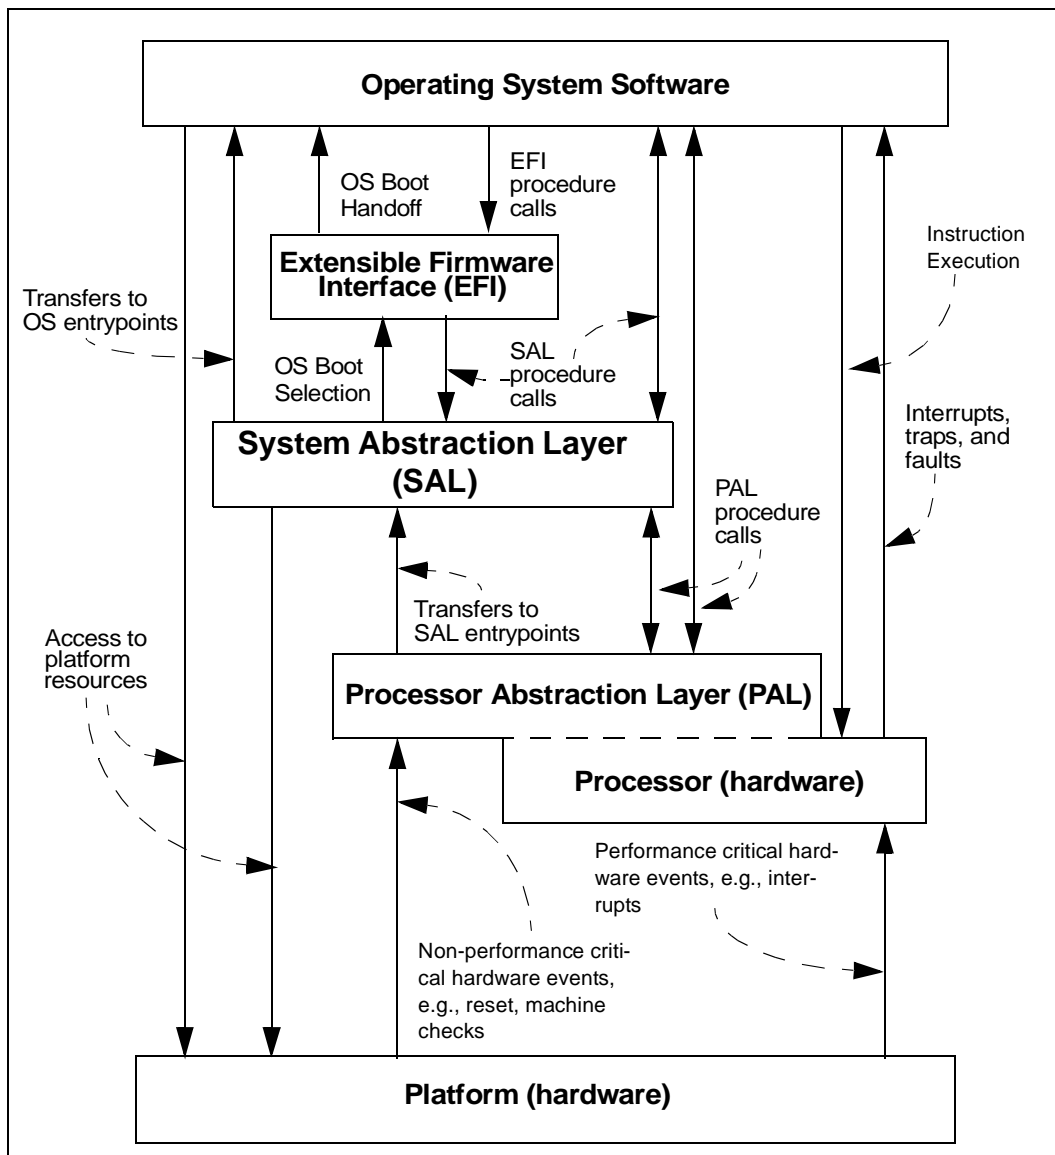 Operating System Software
OS Boot
Handoff
EFI
procedure
calls
Instruction
Execution
Extensible Firmware
Interface (EFI)
Transfers to
OS entrypoints
OS Boot
Selection
SAL
procedure
calls
Interrupts,
traps, and
faults
System Abstraction Layer
(SAL)
PAL
procedure
calls
Transfers to
SAL entrypoints
Access to
platform
resources
Processor Abstraction Layer (PAL)
Processor (hardware)
Performance critical hard-
ware events, e.g., inter-
rupts
Non-performance criti-
cal hardware events,
e.g., reset, machine
checks
Platform (hardware)